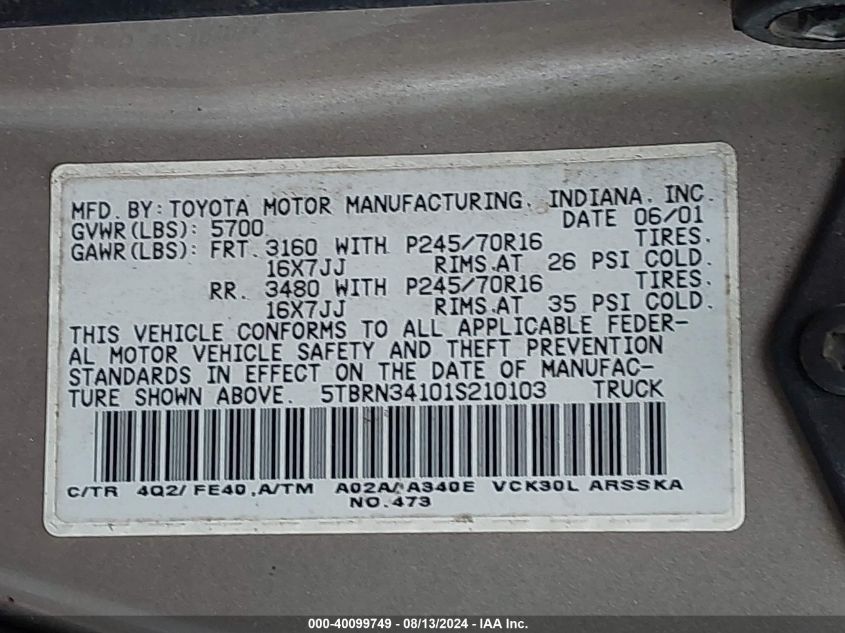 MFD. BY: TOYOTA MOTOR MANUFACTURING, INDIANA, INC.
GVWR(LBS): 5700 DATE 06/01
GAWR(LBS): FRT. 3160 WITH P245/70R16 TIRES,
16X7JJ RIMS,AT 26 PSI COLD.
RR. 3480 WITH P245/70R16 TIRES,
16X7JJ RIMS,AT 35 PSI COLD.
THIS VEHICLE CONFORMS TO ALL APPLICABLE FEDER-
AL MOTOR VEHICLE SAFETY AND THEFT PREVENTION
STANDARDS IN EFFECT ON THE DATE OF MANUFAC-
TURE SHOWN ABOVE. 5TBRN34101S210103 TRUCK
C/TR 4Q2/ FE40 ,A/TM A02A/ A340E VCK30L ARSSKA
NO.473
000-40099749 - 08/13/2024 - IAA Inc.